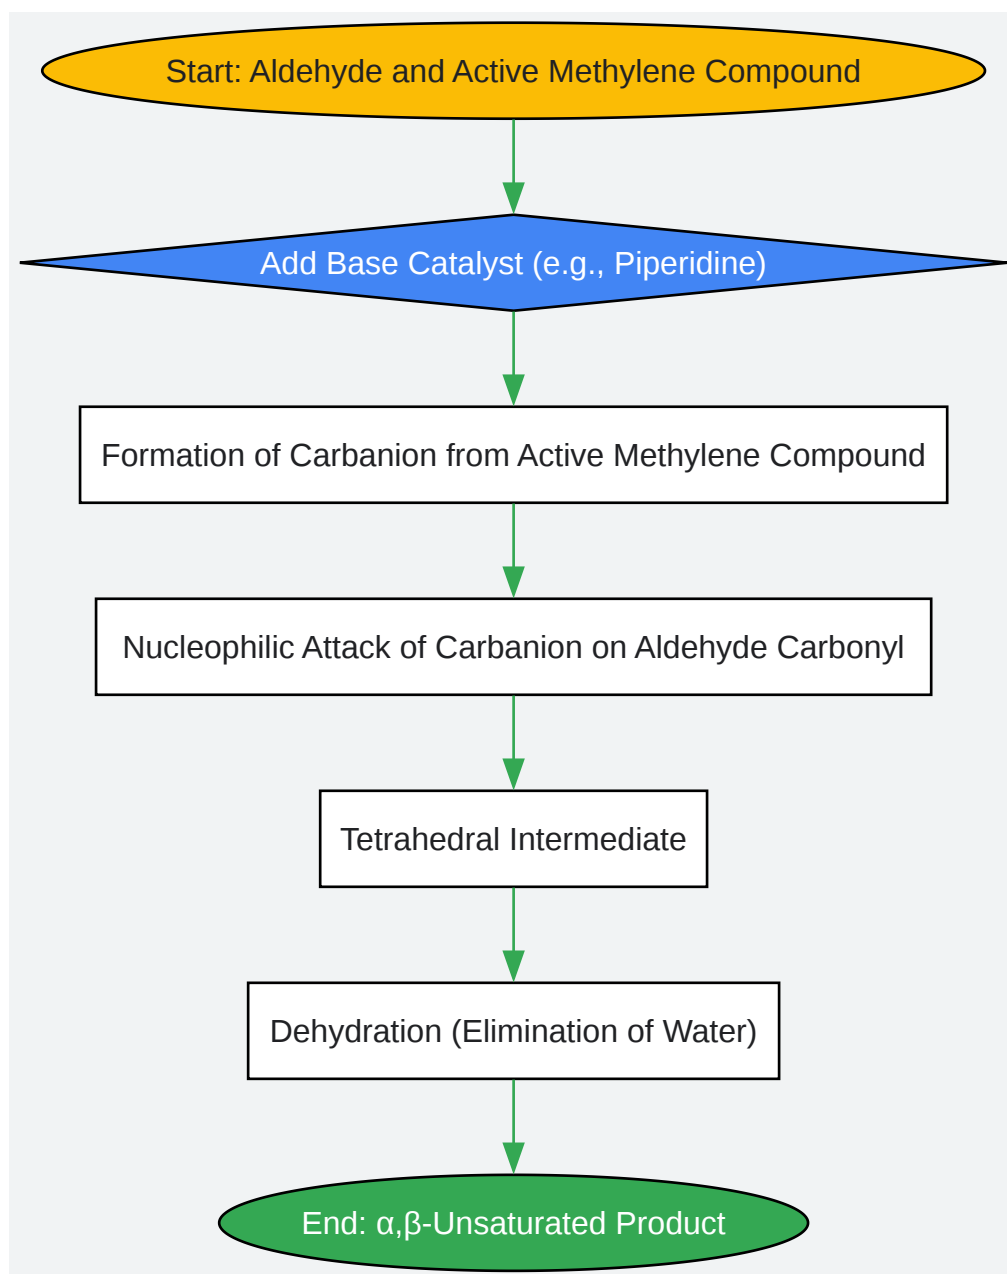 Start: Aldehyde and Active Methylene Compound
Add Base Catalyst (e.g., Piperidine)
Formation of Carbanion from Active Methylene Compound
Nucleophilic Attack of Carbanion on Aldehyde Carbonyl
Tetrahedral Intermediate
Dehydration (Elimination of Water)
End: α,β-Unsaturated Product